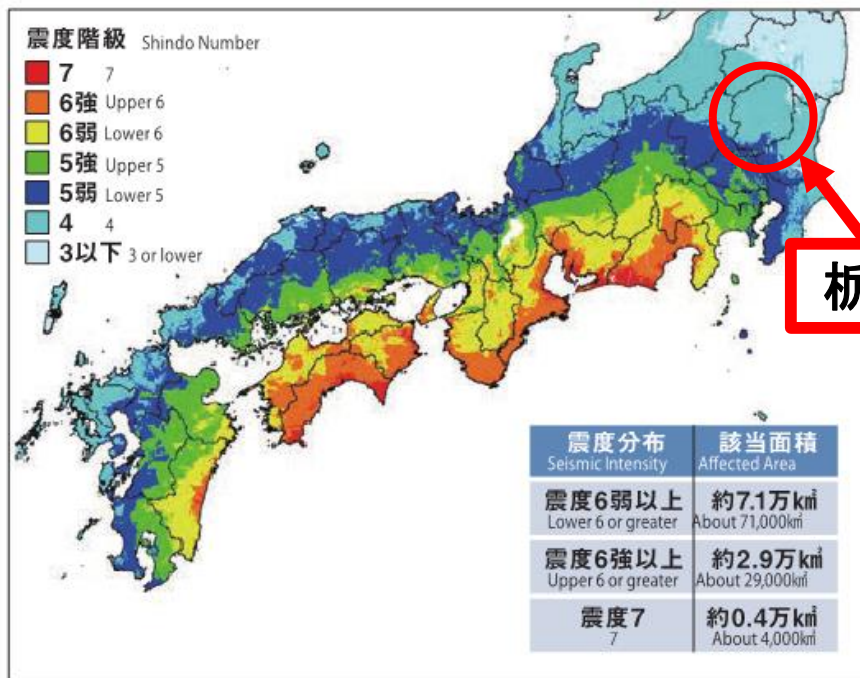 震度階級 Shindo Number
7 7
6強 Upper 6
6弱 Lower 6
5強 Upper 5
5弱 Lower 5
4 4
3以下 3 or lower
栃
震度分布 該当面積
Seismic Intensity Affected Area
震度6弱以上 約7.1万㎢
Lower 6 or greater About 71,000㎢
震度6強以上 約2.9万㎢
Upper 6 or greater About 29,000㎢
震度7 約0.4万㎢
7 About 4,000㎢